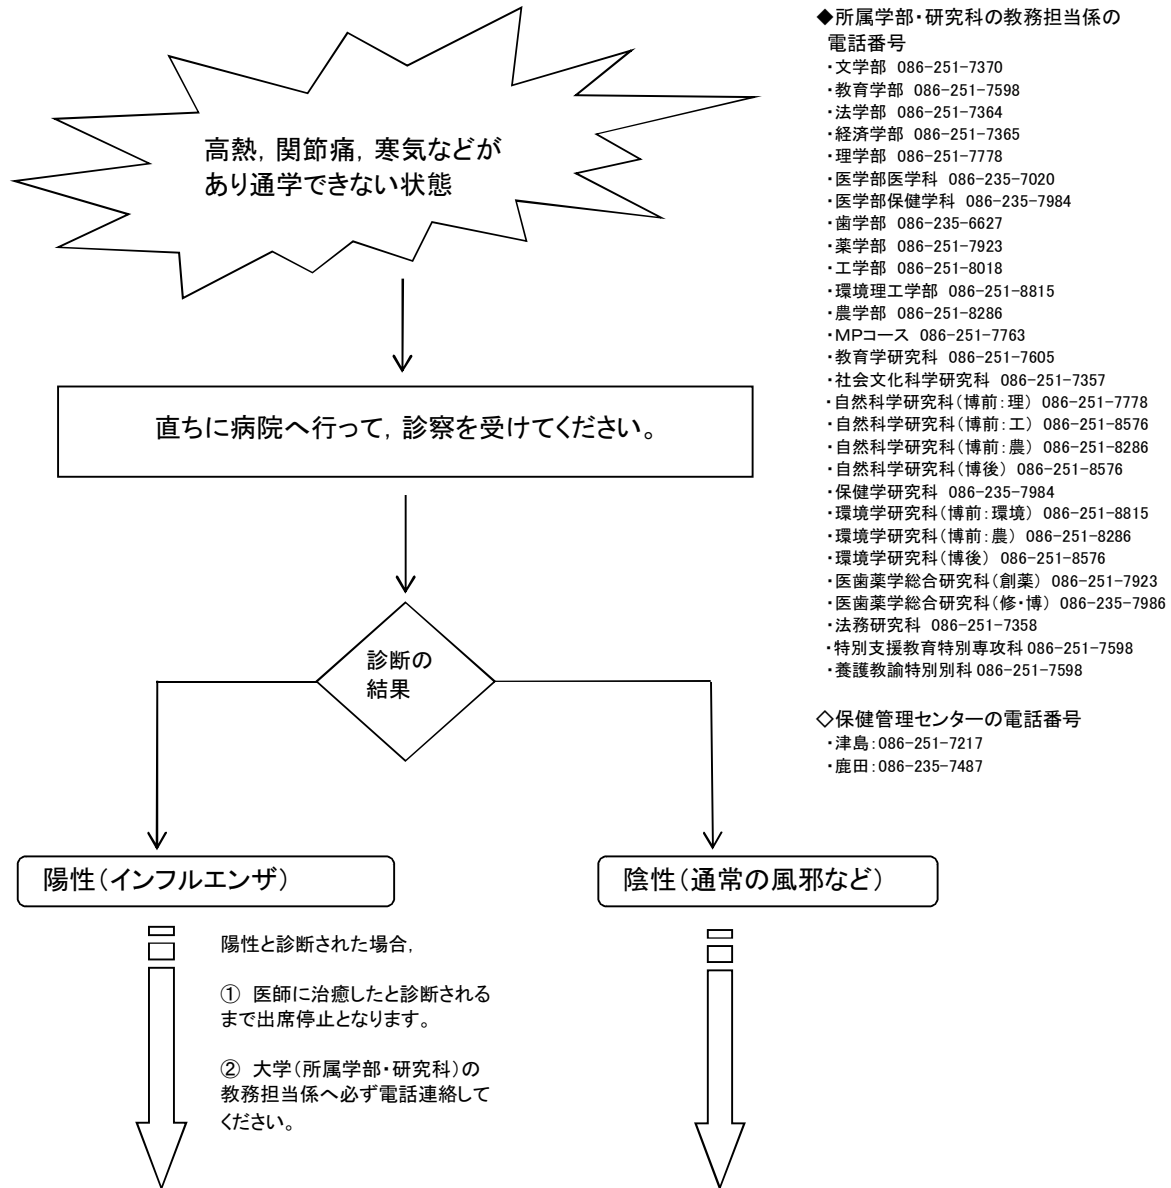 高熱，関節痛，寒気などが
あり通学できない状態
直ちに病院へ行って，診察を受けてください。
診断の
結果
陽性（インフルエンザ）
陰性（通常の風邪など）
陽性と診断された場合，
①　医師に治癒したと診断される
まで出席停止となります。
②　大学（所属学部・研究科）の
教務担当係へ必ず電話連絡して
ください。
◆所属学部・研究科の教務担当係の
電話番号
・文学部 086-251-7370
・教育学部 086-251-7598
・法学部 086-251-7364
・経済学部 086-251-7365
・理学部 086-251-7778
・医学部医学科 086-235-7020
・医学部保健学科 086-235-7984
・歯学部 086-235-6627
・薬学部 086-251-7923
・工学部 086-251-8018
・環境理工学部 086-251-8815
・農学部 086-251-8286
・ＭＰコース 086-251-7763
・教育学研究科 086-251-7605
・社会文化科学研究科 086-251-7357
・自然科学研究科（博前：理） 086-251-7778
・自然科学研究科（博前：工） 086-251-8576
・自然科学研究科（博前：農） 086-251-8286
・自然科学研究科（博後） 086-251-8576
・保健学研究科 086-235-7984
・環境学研究科（博前：環境） 086-251-8815
・環境学研究科（博前：農） 086-251-8286
・環境学研究科（博後） 086-251-8576
・医歯薬学総合研究科（創薬） 086-251-7923
・医歯薬学総合研究科（修・博） 086-235-7986
・法務研究科 086-251-7358
・特別支援教育特別専攻科 086-251-7598
・養護教諭特別別科 086-251-7598
◇保健管理センターの電話番号
・津島：086-251-7217
・鹿田：086-235-7487